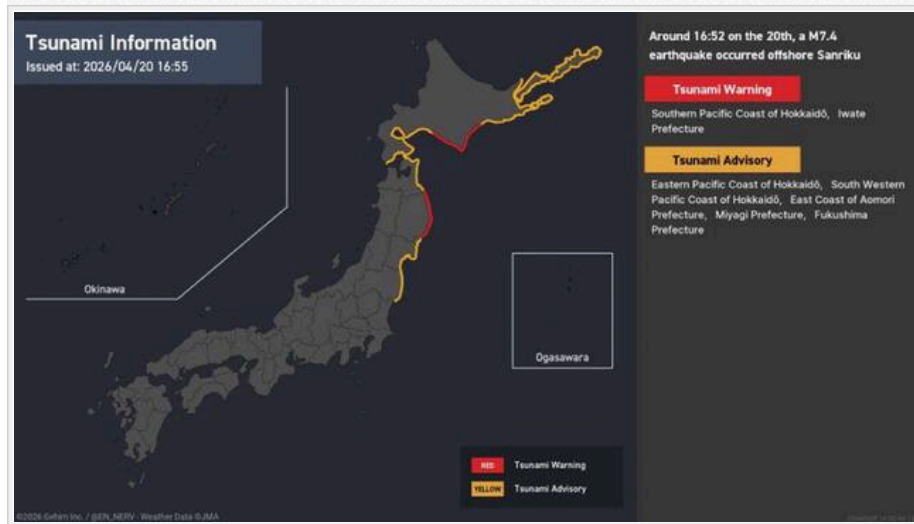 Tsunami Information
Issued at: 2026/04/20 16:55
Around 16:52 on the 20th, a M7.4
earthquake occurred offshore Sanriku
Tsunami Warning
Southern Pacific Coast of Hokkaidō, Iwate
Prefecture
Tsunami Advisory
Eastern Pacific Coast of Hokkaidō, South Western
Pacific Coast of Hokkaidō, East Coast of Aomori
Prefecture, Miyagi Prefecture, Fukushima
Prefecture
Okinawa
Ogasawara
RED Tsunami Warning
YELLOW Tsunami Advisory
©2026 Gehirn Inc. / @EN_NERV - Weather Data ©JMA